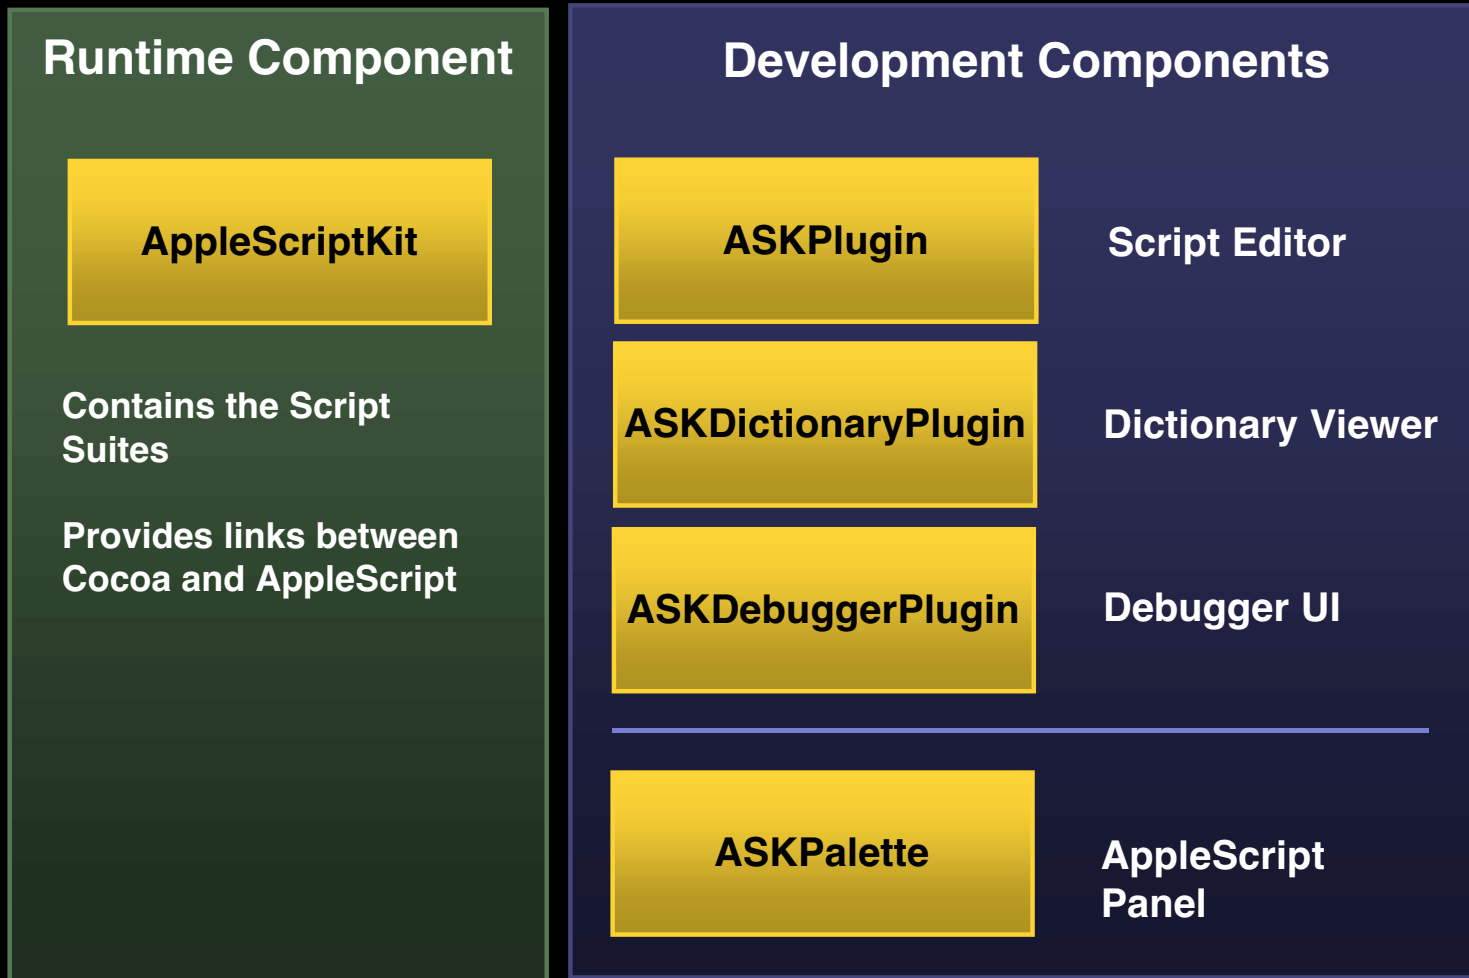 Runtime Component
AppleScriptKit
Contains the Script
Suites
Provides links between
Cocoa and AppleScript
Development Components
ASKPlugin
Script Editor
ASKDictionaryPlugin
Dictionary Viewer
ASKDebuggerPlugin
Debugger UI
ASKPalette
AppleScript
Panel